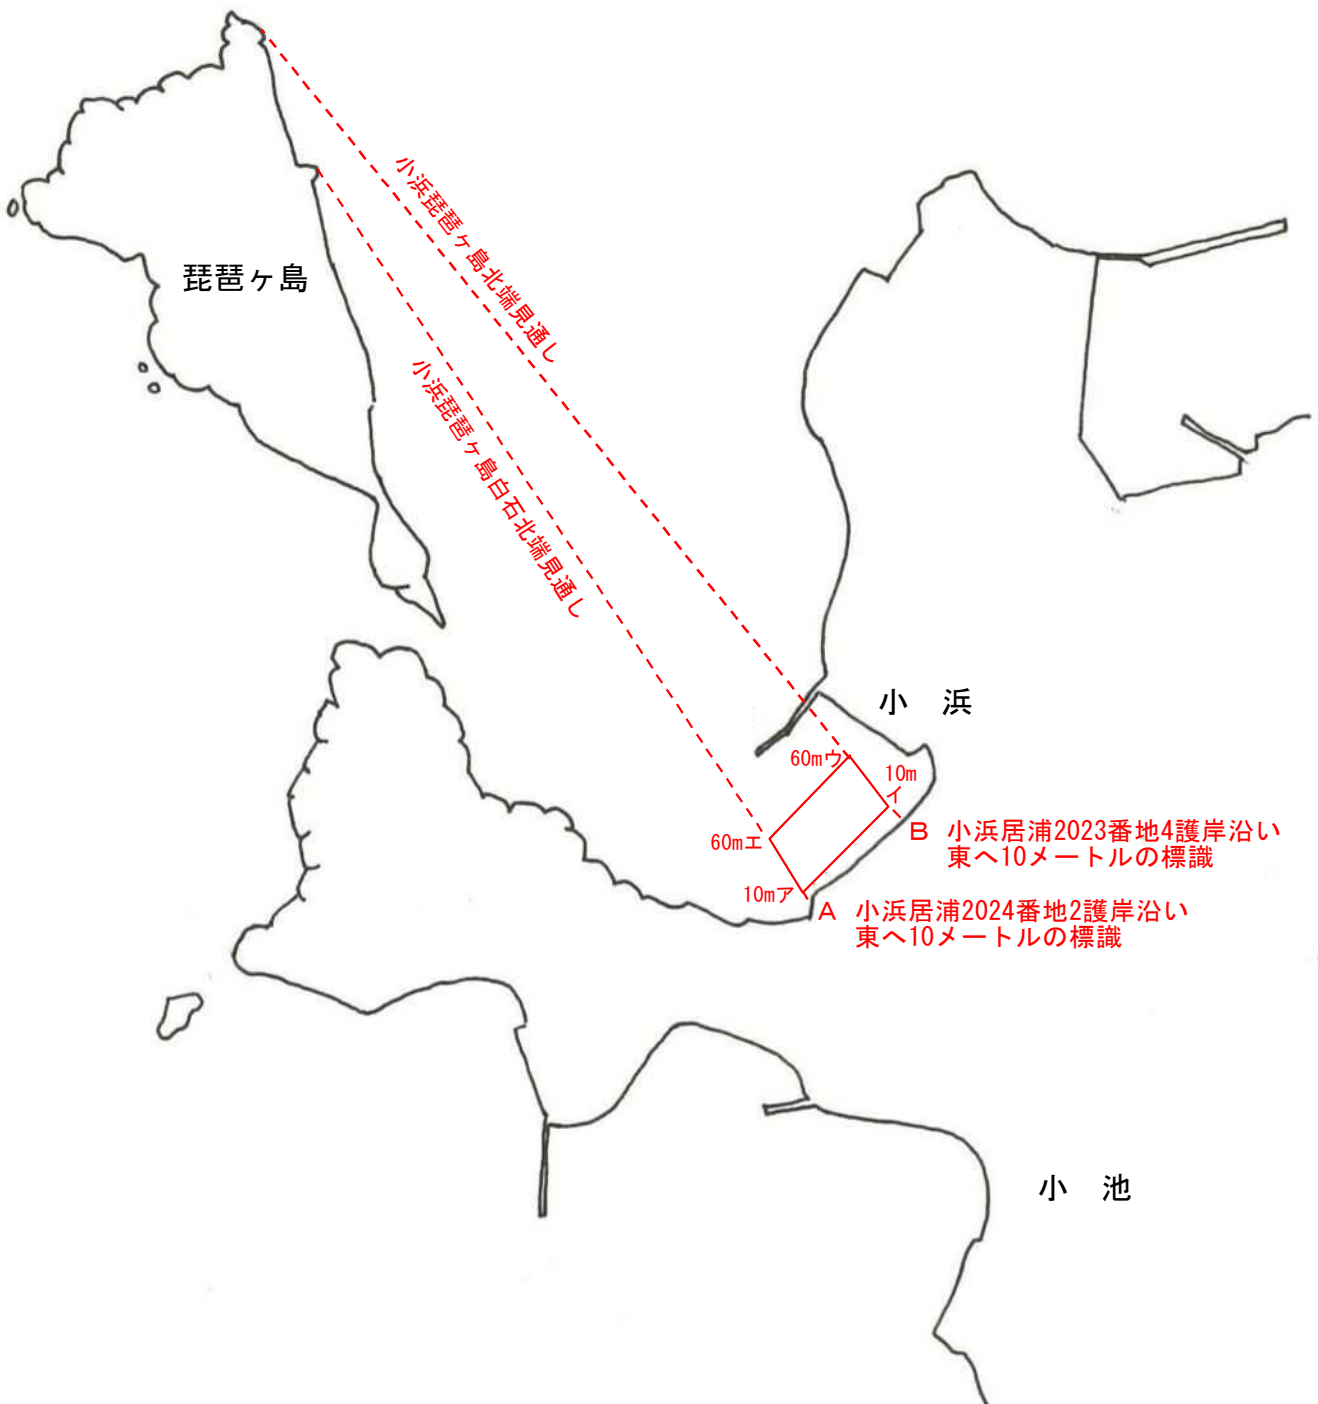 小浜琵琶ヶ島北端見通し
琵琶ヶ島
小浜琵琶ヶ島白石北端見通し
小　浜
60mウ
10m
イ
B　小浜居浦2023番地4護岸沿い
東へ10メートルの標識
60mエ
10mア
A　小浜居浦2024番地2護岸沿い
東へ10メートルの標識
小　池